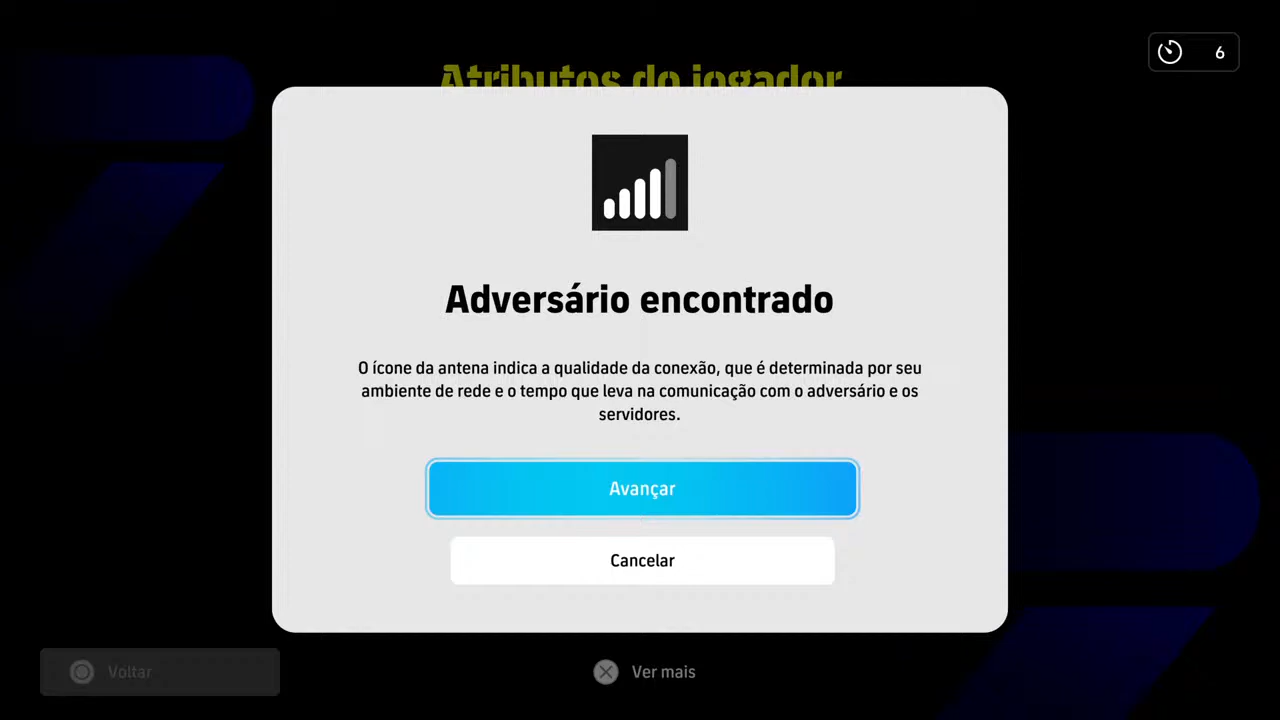 6
Atributos do jogador
Adversário encontrado
O ícone da antena indica a qualidade da conexão, que é determinada por seu
ambiente de rede e o tempo que leva na comunicação com o adversário e os
servidores.
Avançar
Cancelar
Voltar
Ver mais